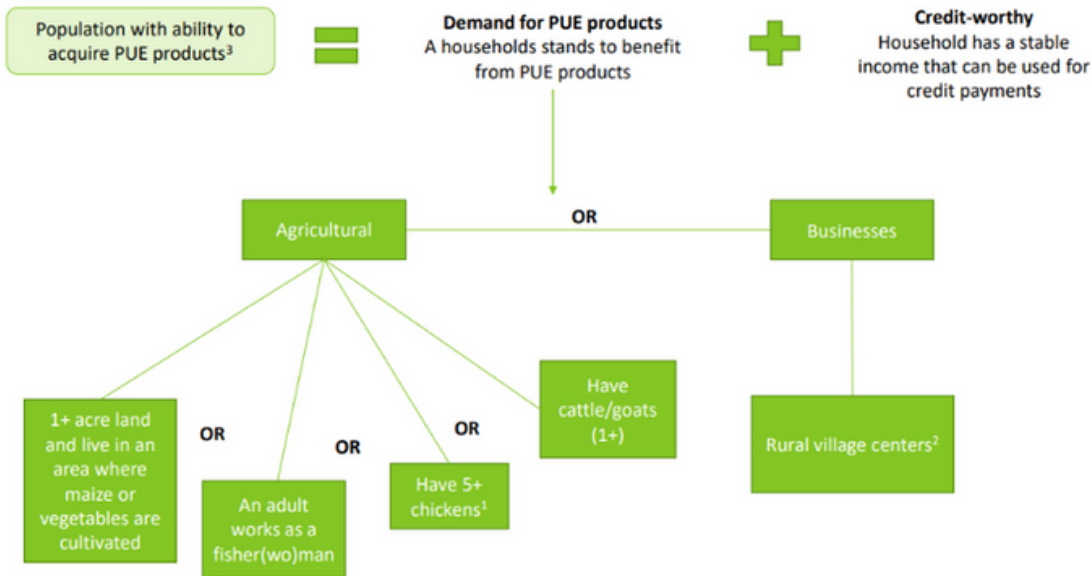 Population with ability to
acquire PUE products³
Demand for PUE products
A households stands to benefit
from PUE products
Credit-worthy
Household has a stable
income that can be used for
credit payments
Agricultural
OR
Businesses
1+ acre land
and live in an
area where
maize or
vegetables are
cultivated
OR
An adult
works as a
fisher(wo)man
OR
Have 5+
chickens¹
OR
Have
cattle/goats
(1+)
Rural village centers²